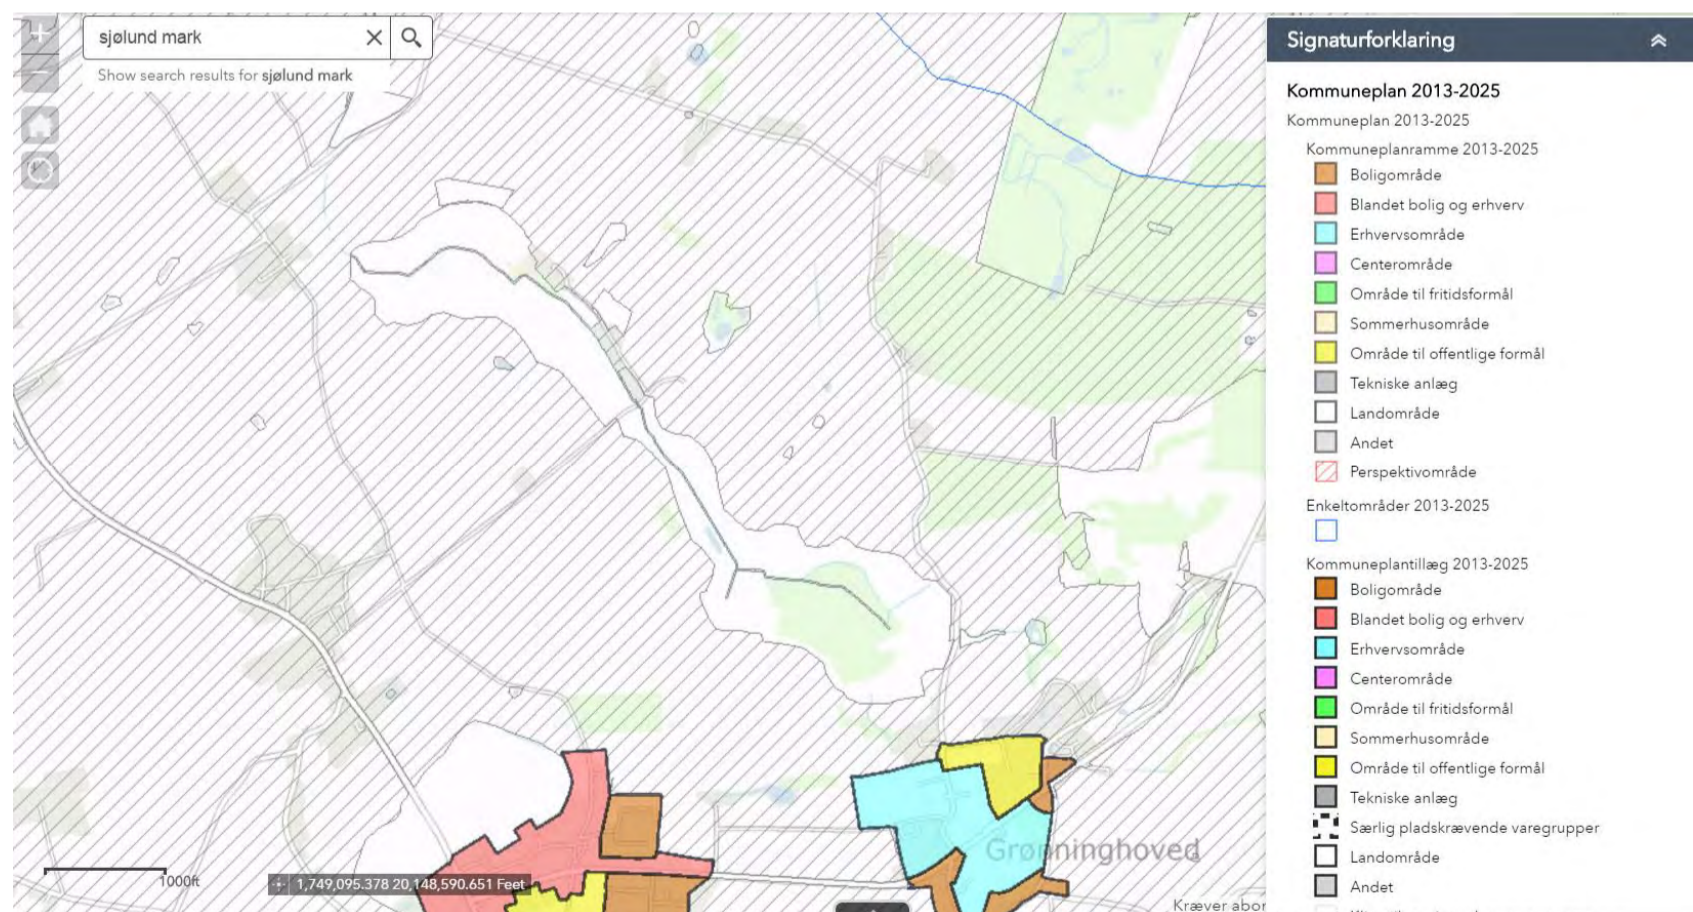 sjølund mark
Show search results for sjølund mark
Signaturforklaring
Kommuneplan 2013-2025
Kommuneplan 2013-2025
Kommuneplanramme 2013-2025
Boligområde
Blandet bolig og erhverv
Erhvervsområde
Centerområde
Område til fritidsformål
Sommerhusområde
Område til offentlige formål
Tekniske anlæg
Landområde
Andet
Perspektivområde
Enkeltområder 2013-2025
Kommuneplantillæg 2013-2025
Boligområde
Blandet bolig og erhverv
Erhvervsområde
Centerområde
Område til fritidsformål
Sommerhusområde
Område til offentlige formål
Tekniske anlæg
Særlig pladskrævende varegrupper
Landområde
Andet
Grønninghoved
1000ft
1,749,095.378 20,148,590.651 Feet
Kræver abor